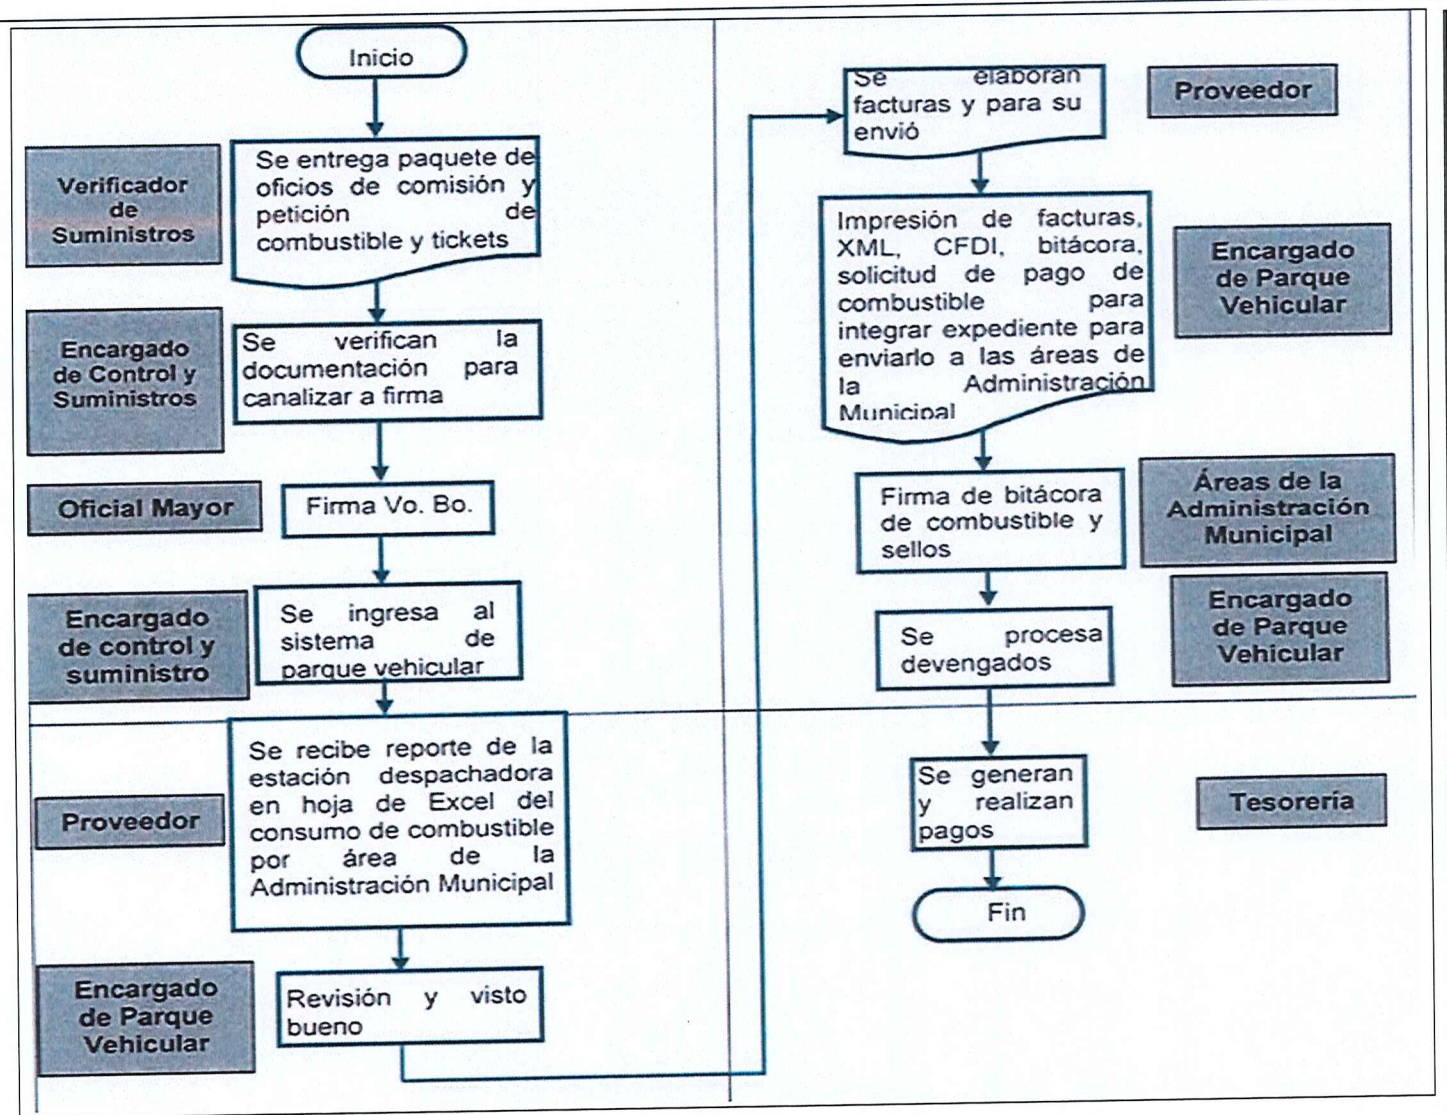 Inicio
Verificador
de
Suministros
Se entrega paquete de
oficios de comisión y
petición de
combustible y tickets
Encargado
de Control y
Suministros
Se verifican la
documentación para
canalizar a firma
Oficial Mayor
Firma Vo. Bo.
Encargado
de control y
suministro
Se ingresa al
sistema de
parque vehicular
Proveedor
Se recibe reporte de la
estación despachadora
en hoja de Excel del
consumo de combustible
por área de la
Administración Municipal
Encargado
de Parque
Vehicular
Revisión y visto
bueno
Se elaboran
facturas y para su
envió
Proveedor
Impresión de facturas,
XML, CFDI, bitácora,
solicitud de pago de
combustible para
integrar expediente para
enviarlo a las áreas de
la Administración
Municipal
Encargado
de Parque
Vehicular
Firma de bitácora
de combustible y
sellos
Áreas de la
Administración
Municipal
Se procesa
devengados
Encargado
de Parque
Vehicular
Se generan
y realizan
pagos
Tesorería
Fin